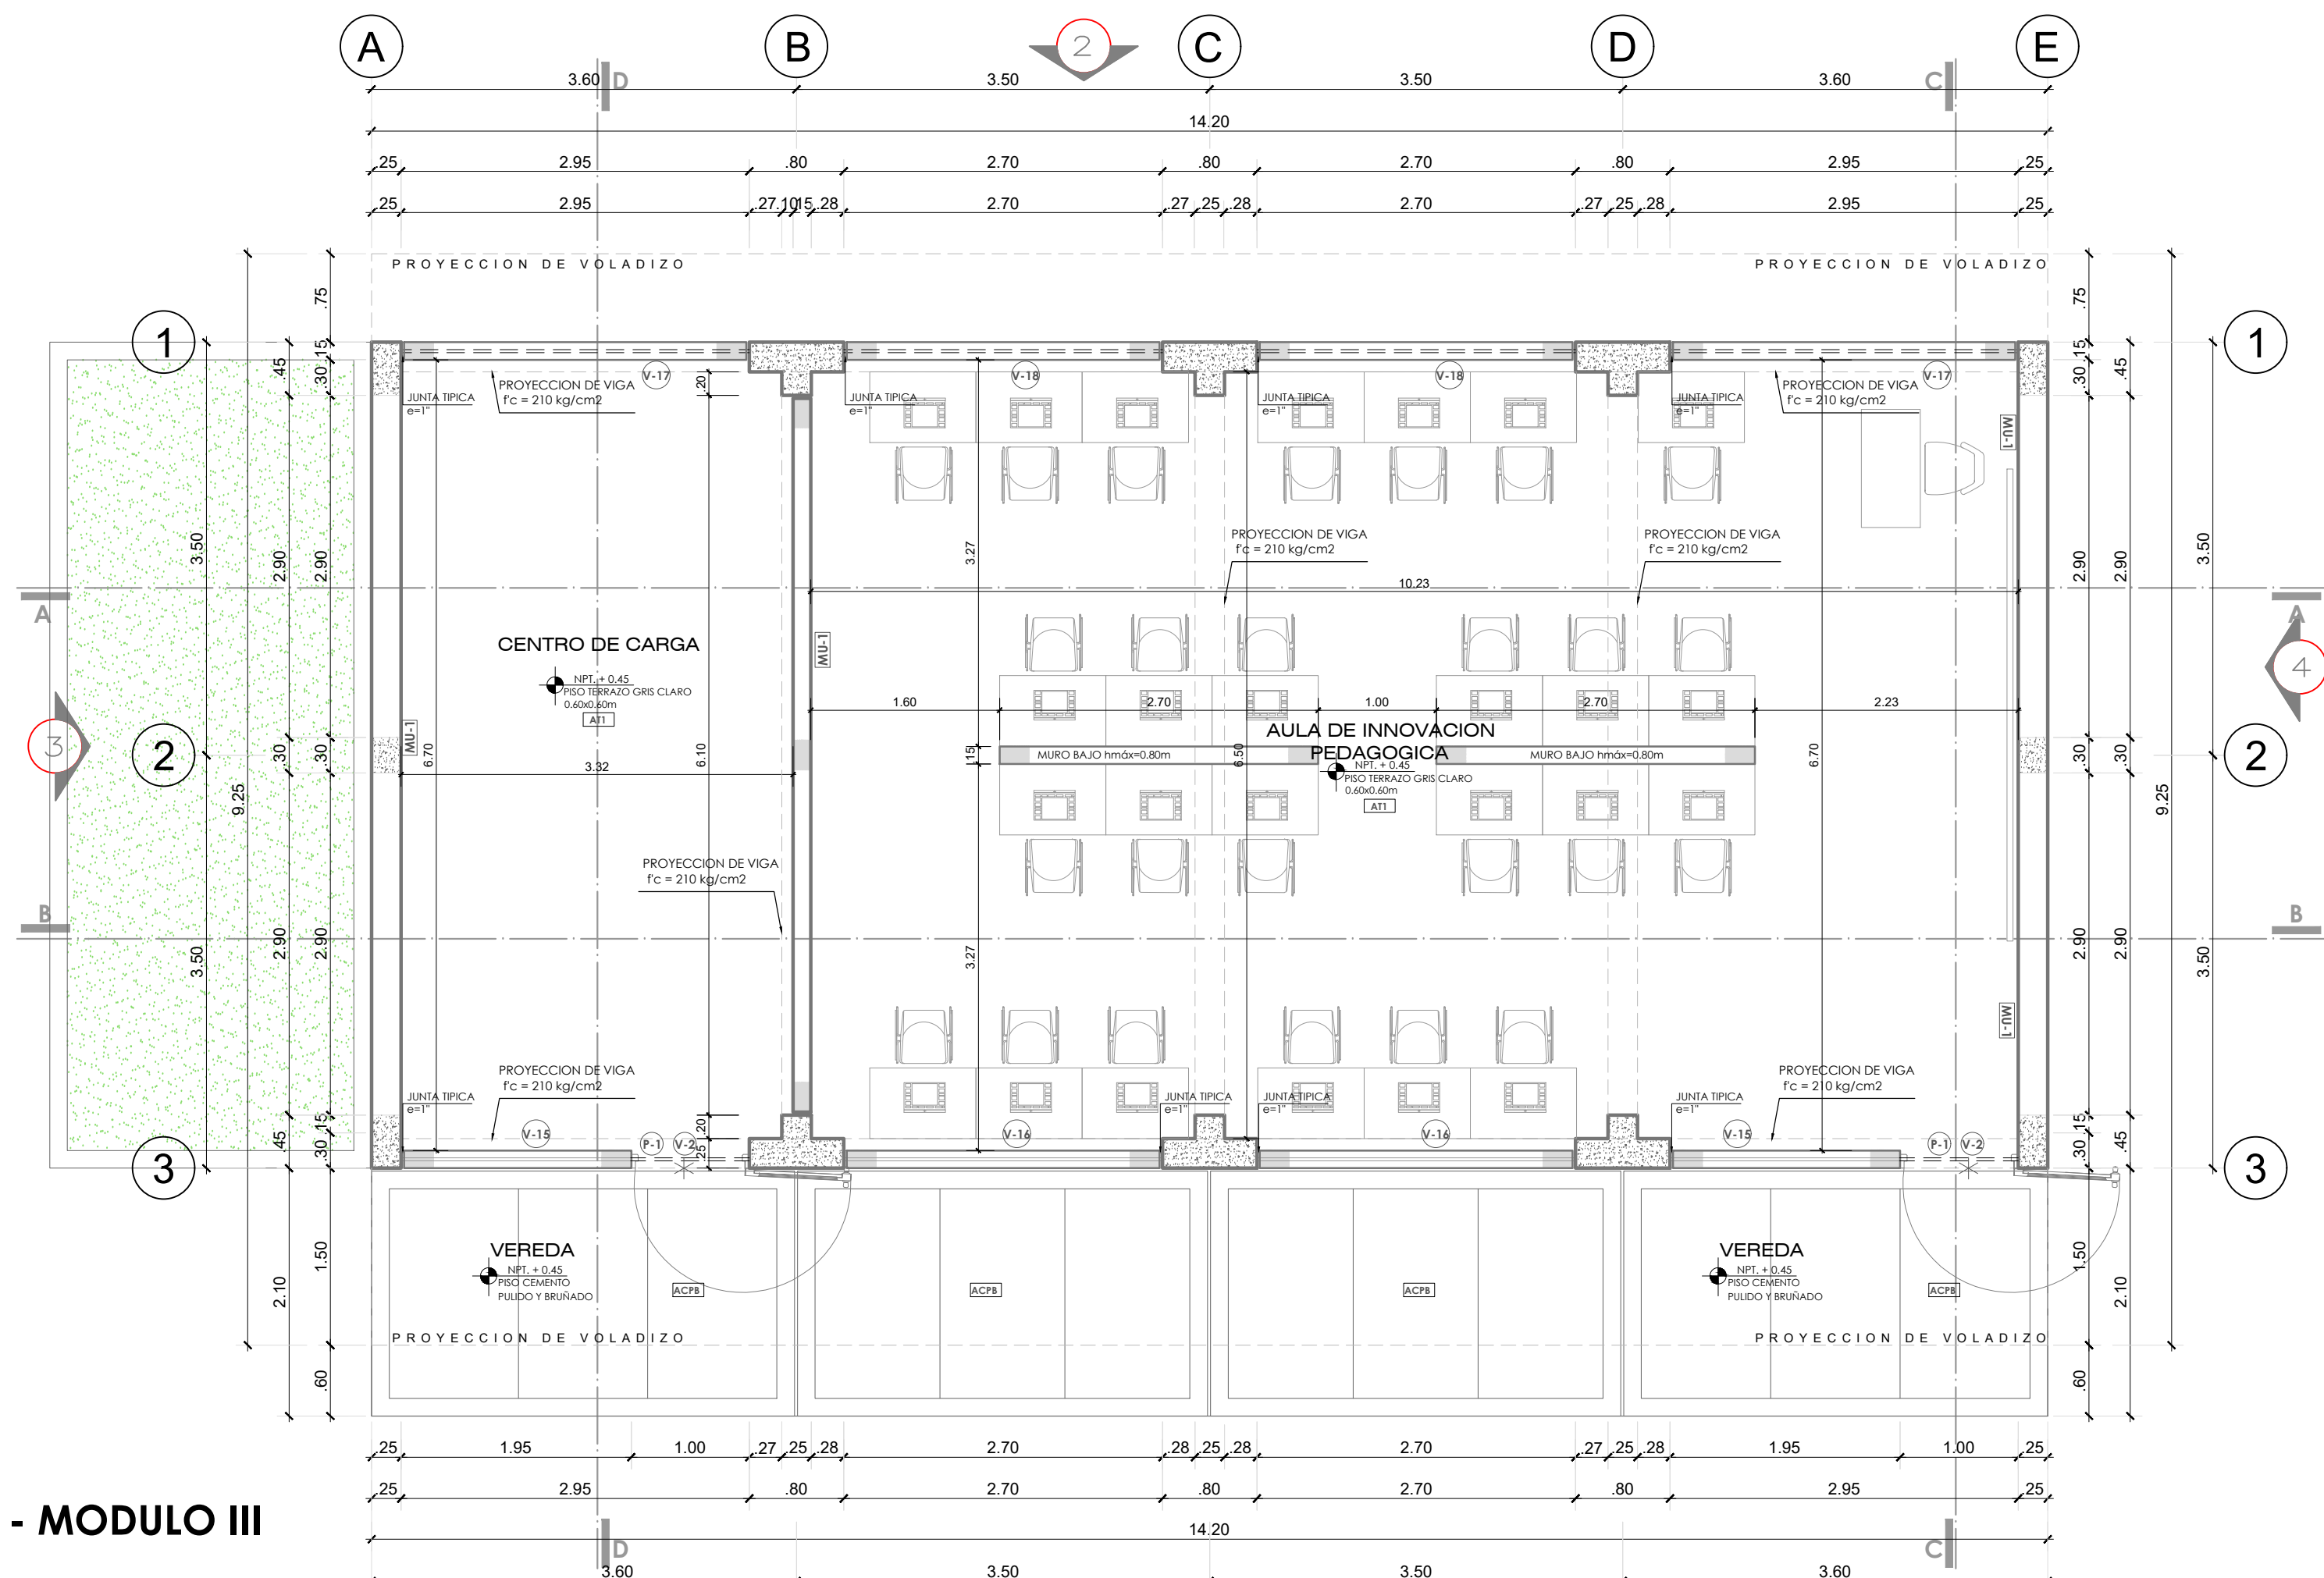 A B C D E
2
3.60 D 3.50 3.50 3.60 C
14.20
.25 2.95 .80 2.70 .80 2.70 .80 2.95 .25
.25 2.95 .27 .10 .15 .28 2.70 .27 .25 .28 2.70 .27 .25 .28 2.95 .25
PROYECCION DE VOLADIZO PROYECCION DE VOLADIZO
.75 .75
1 1
.45 .30 .15 .20 .15 .30 .45
V-17 V-18 V-18 V-17
PROYECCION DE VIGA
f'c = 210 kg/cm2
PROYECCION DE VIGA
f'c = 210 kg/cm2
JUNTA TIPICA
e=1"
JUNTA TIPICA
e=1"
JUNTA TIPICA
e=1"
JUNTA TIPICA
e=1"
MU-1
PROYECCION DE VIGA
f'c = 210 kg/cm2
PROYECCION DE VIGA
f'c = 210 kg/cm2
3.50 2.90 2.90 3.27 2.90 2.90 3.50
10.23
A A
CENTRO DE CARGA
NPT. + 0.45
PISO TERRAZO GRIS CLARO
0.60x0.60m
AT1
MU-1
4
1.60 2.70 1.00 2.70 2.23
3 2 2
MU-1
AULA DE INNOVACION
PEDAGOGICA
NPT. + 0.45
PISO TERRAZO GRIS CLARO
0.60x0.60m
AT1
MURO BAJO hmáx=0.80m MURO BAJO hmáx=0.80m
.30 .30 6.70 6.10 .15 6.50 6.70 .30 .30
3.32
9.25 9.25
PROYECCION DE VIGA
f'c = 210 kg/cm2
B B
3.50 2.90 2.90 3.27 2.90 2.90 3.50
MU-1
PROYECCION DE VIGA
f'c = 210 kg/cm2
PROYECCION DE VIGA
f'c = 210 kg/cm2
JUNTA TIPICA
e=1"
JUNTA TIPICA
e=1"
JUNTA TIPICA
e=1"
JUNTA TIPICA
e=1"
.45 .30 .15 .20 .25 .15 .30 .45
V-15 P-1 V-2 V-16 V-16 V-15 P-1 V-2
3 3
VEREDA
NPT. + 0.45
PISO CEMENTO
PULIDO Y BRUÑADO
VEREDA
NPT. + 0.45
PISO CEMENTO
PULIDO Y BRUÑADO
ACPB ACPB ACPB ACPB
2.10 1.50 1.50 2.10
PROYECCION DE VOLADIZO PROYECCION DE VOLADIZO
.60 .60
.25 1.95 1.00 .27 .25 .28 2.70 .28 .25 .28 2.70 .27 .25 .28 1.95 1.00 .25
.25 2.95 .80 2.70 .80 2.70 .80 2.95 .25
- MODULO III
14.20
D C
3.60 3.50 3.50 3.60